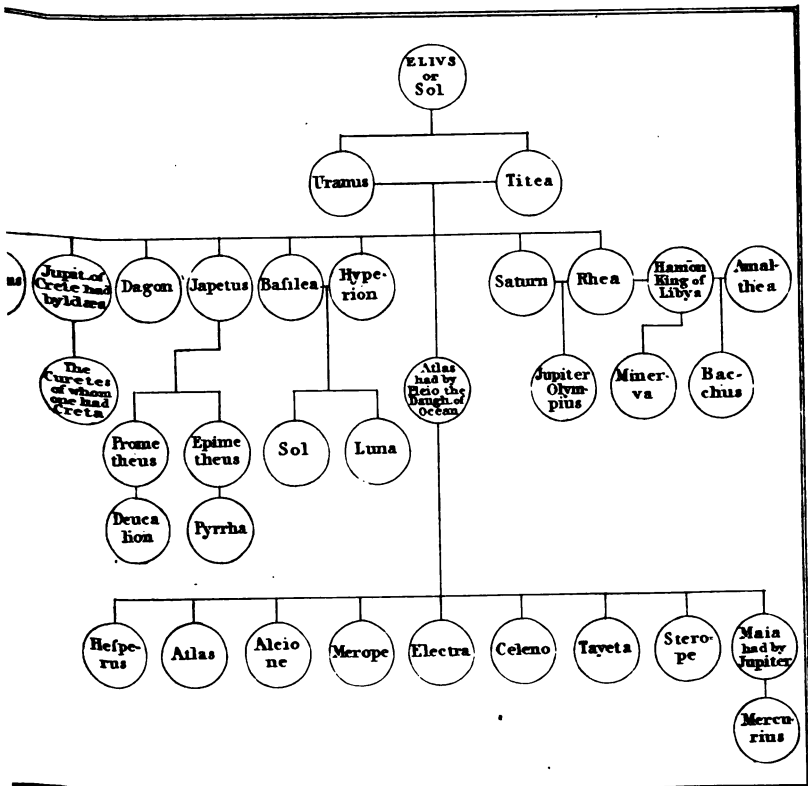 ELIVS
or
Sol
Uranus
Titea
Jupit. of
Crete had
by Idæa
Dagon
Japetus
Baſilea
Hype-
rion
Saturn
Rhea
Hamōn
King of
Libya
Amal-
thea
The
Curetes
of whom
one had
Creta
Atlas
had by
Pleio the
Daugh. of
Ocean
Jupiter
Olym-
pius
Miner-
va
Bac-
chus
Prome
theus
Epime
theus
Sol
Luna
Deuca
lion
Pyrrha
Heſpe-
rus
Atlas
Alcio
ne
Merope
Electra
Celeno
Tayeta
Stero-
pe
Maia
had by
Jupiter
Mercu-
rius